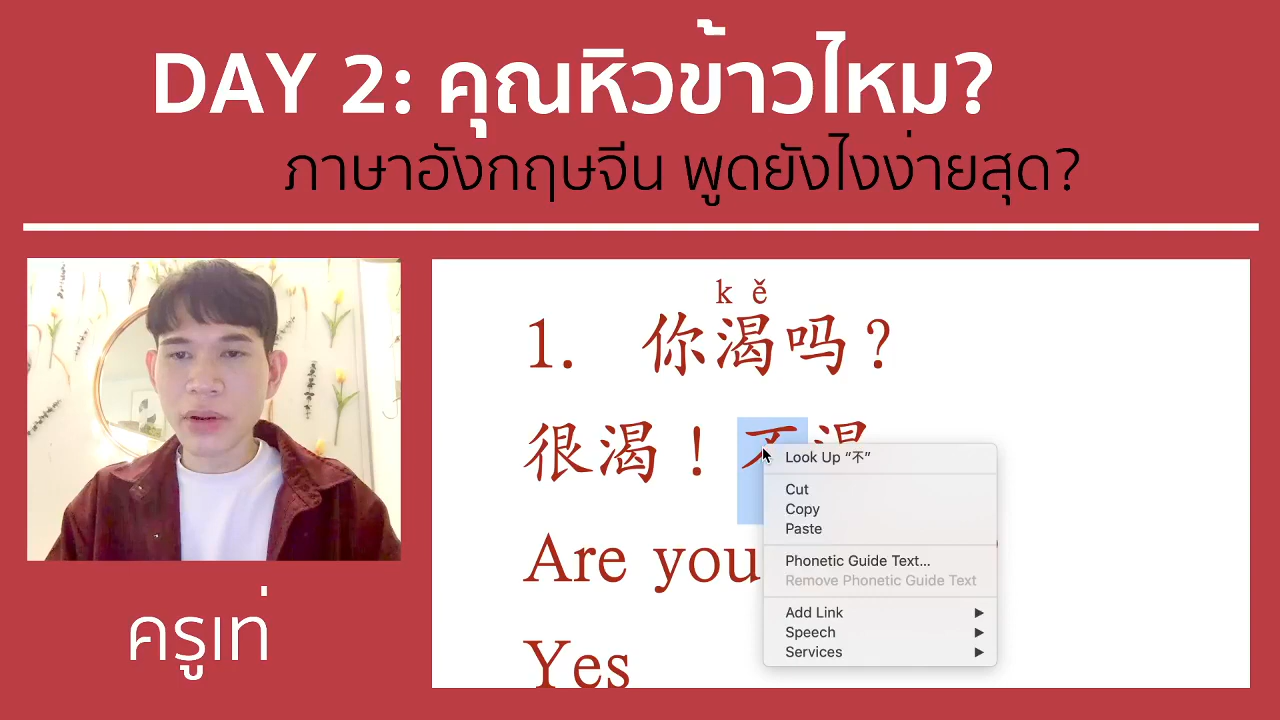 DAY 2: คุณหิวข้าวไหม?
ภาษาอังกฤษจีน พูดยังไงง่ายสุด?
kě
1. 你渴吗？
很渴！不渴
Are you
Yes
Look Up “不”
Cut
Copy
Paste
Phonetic Guide Text...
Remove Phonetic Guide Text
Add Link
Speech
Services
ครูเท่